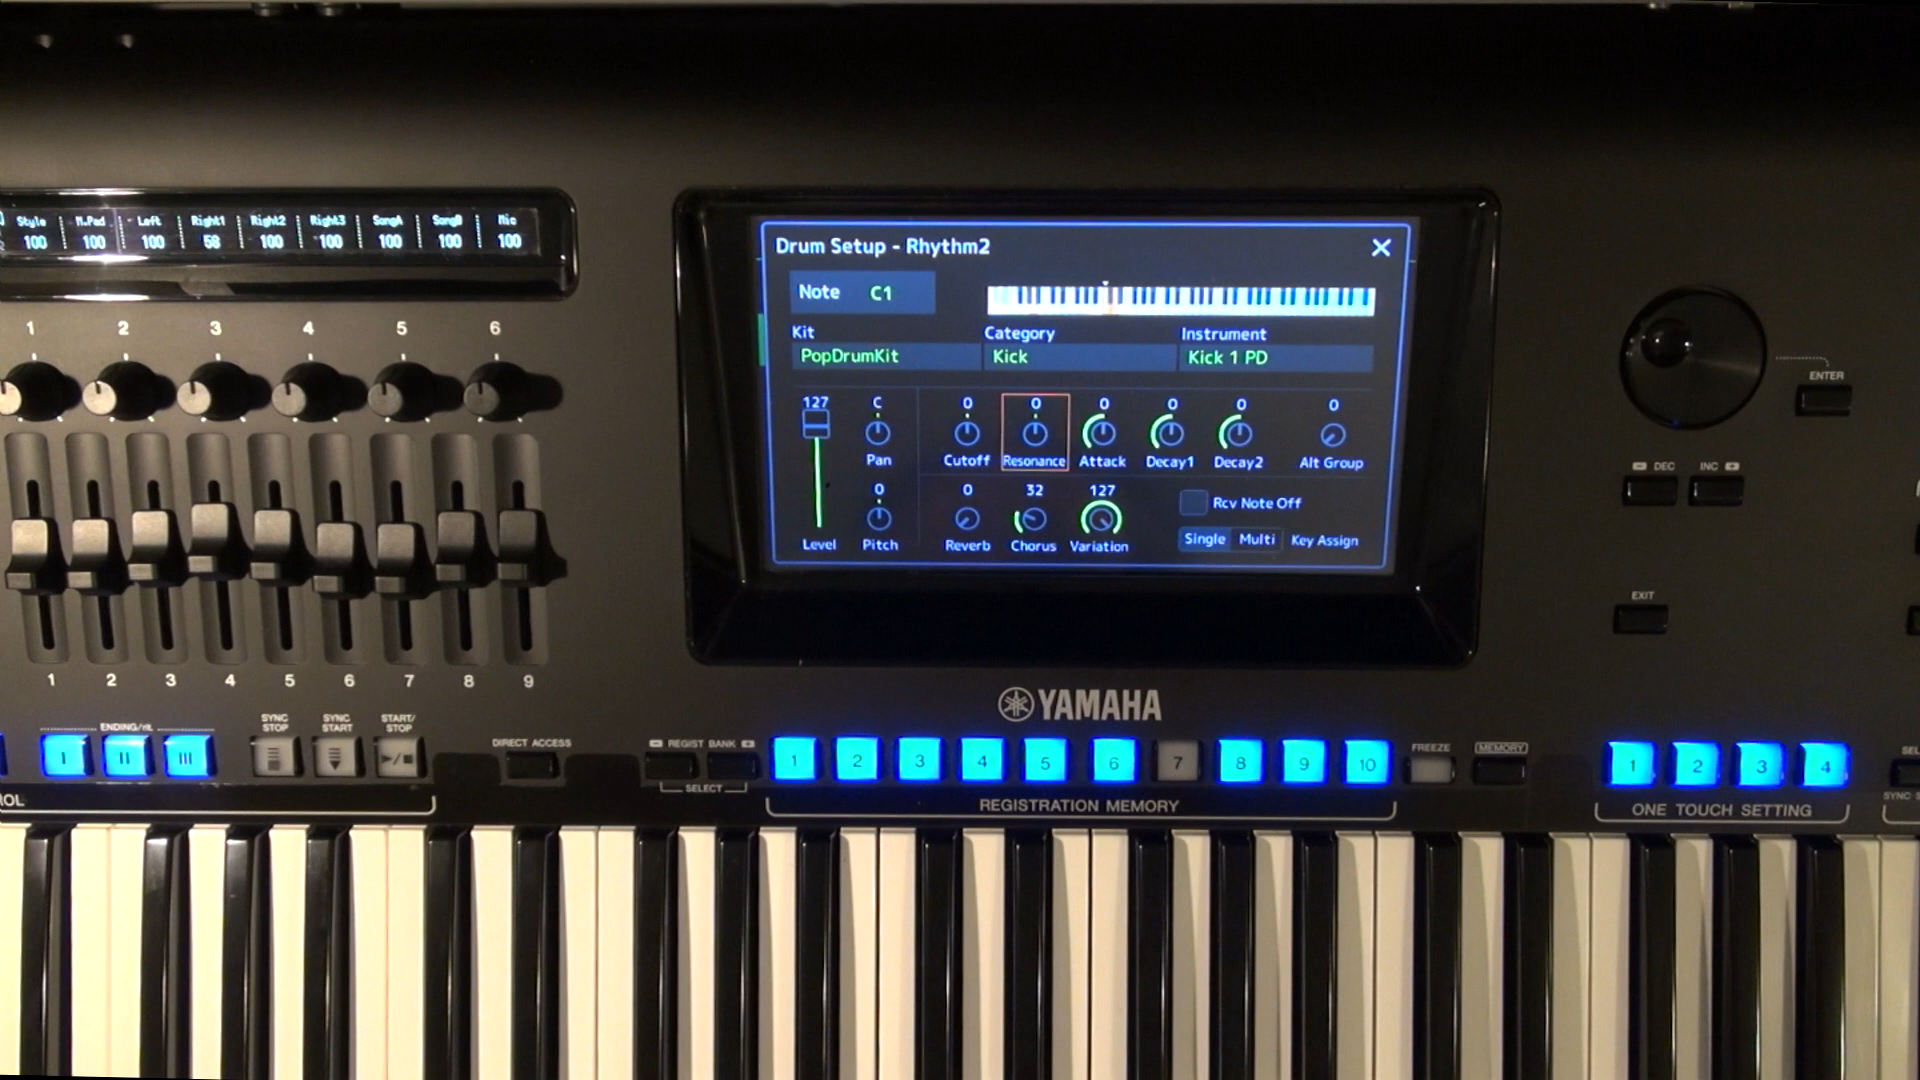 Style M.Pad Left Right1 Right2 Right3 SongA SongB Mic
100 100 100 58 100 100 100 100 100
1 2 3 4 5 6
Drum Setup - Rhythm2
Note C1
Kit Category Instrument
PopDrumKit Kick Kick 1 PD
127 C 0 0 0 0 0 0
Pan Cutoff Resonance Attack Decay1 Decay2 Alt Group
0 0 32 127
Rcv Note Off
Level Pitch Reverb Chorus Variation Single Multi Key Assign
ENTER
DEC INC
EXIT
1 2 3 4 5 6 7 8 9
YAMAHA
ENDING/rit.
I II III
SYNC STOP
SYNC START
START/STOP
DIRECT ACCESS
REGIST BANK
SELECT
1 2 3 4 5 6 7 8 9 10
FREEZE
MEMORY
REGISTRATION MEMORY
1 2 3 4
ONE TOUCH SETTING